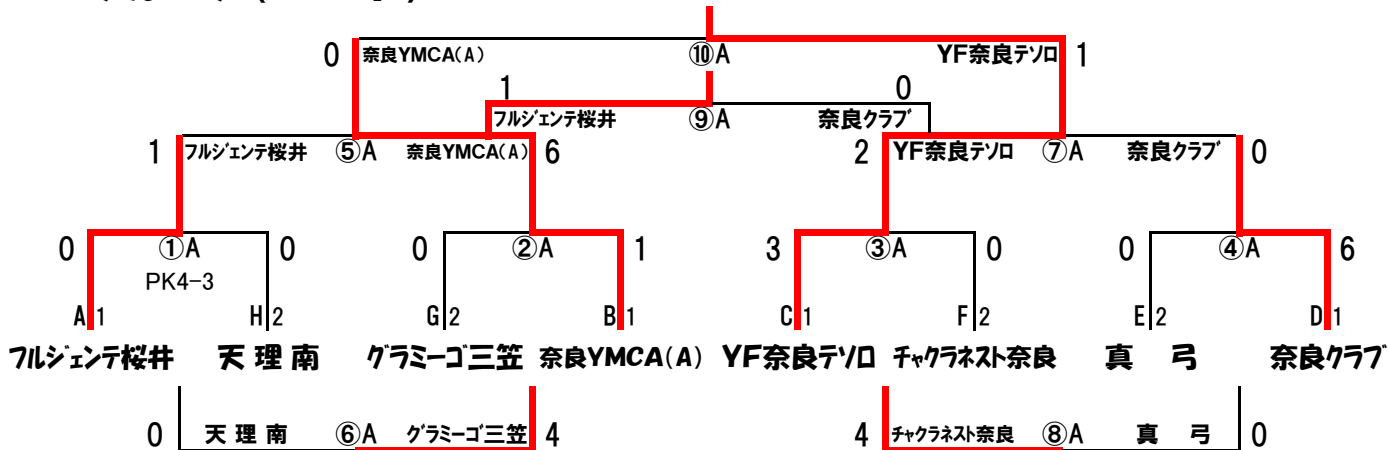 0 奈良YMCA(A) ⑩A YF奈良テソロ 1
1 0
フルジェンテ桜井 ⑨A 奈良クラブ
1 フルジェンテ桜井 ⑤A 奈良YMCA(A) 6 2 YF奈良テソロ ⑦A 奈良クラブ 0
0 ①A 0 0 ②A 1 3 ③A 0 0 ④A 6
PK4-3
A 1 H 2 G 2 B 1 C 1 F 2 E 2 D 1
フルジェンテ桜井 天理南 グラミーゴ三笠 奈良YMCA(A) YF奈良テソロ チャクラネスト奈良 真 弓 奈良クラブ
0 天理南 ⑥A グラミーゴ三笠 4 4 チャクラネスト奈良 ⑧A 真 弓 0